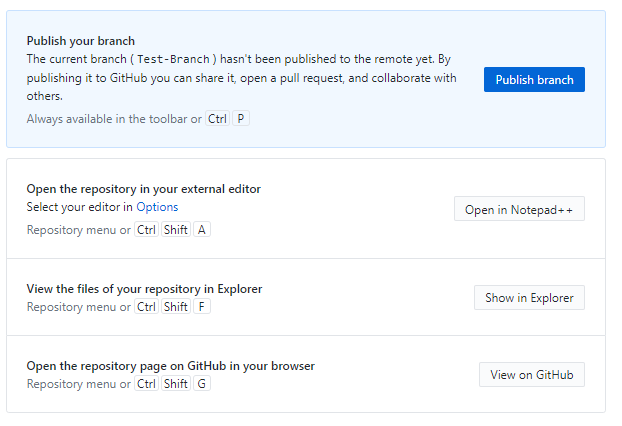 Publish your branch
The current branch ( Test-Branch ) hasn't been published to the remote yet. By
publishing it to GitHub you can share it, open a pull request, and collaborate with
others.
Publish branch
Always available in the toolbar or Ctrl P
Open the repository in your external editor
Select your editor in Options
Open in Notepad++
Repository menu or Ctrl Shift A
View the files of your repository in Explorer
Show in Explorer
Repository menu or Ctrl Shift F
Open the repository page on GitHub in your browser
View on GitHub
Repository menu or Ctrl Shift G